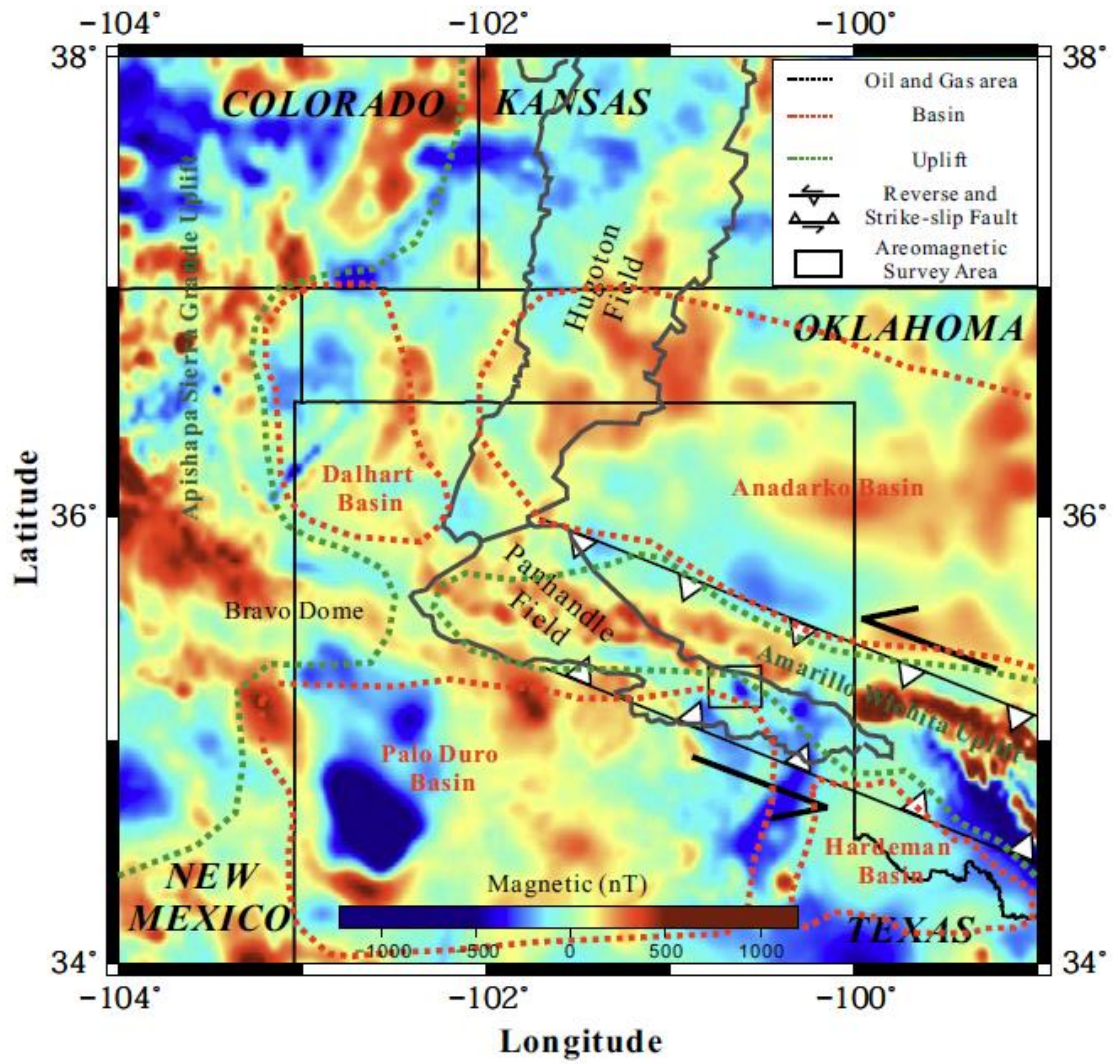 -104°
-102°
-100°
38°
38°
COLORADO
KANSAS
Oil and Gas area
Basin
Uplift
Reverse and
Strike-slip Fault
Areomagnetic
Survey Area
Apishapa Sierra Grande Uplift
Hugoton
Field
OKLAHOMA
Latitude
Dalhart
Basin
Anadarko Basin
36°
36°
Panhandle
Field
Bravo Dome
Amarillo Wichita Uplift
Palo Duro
Basin
Hardeman
Basin
NEW
MEXICO
Magnetic (nT)
-1000
-500
0
500
1000
TEXAS
34°
34°
-104°
-102°
-100°
Longitude